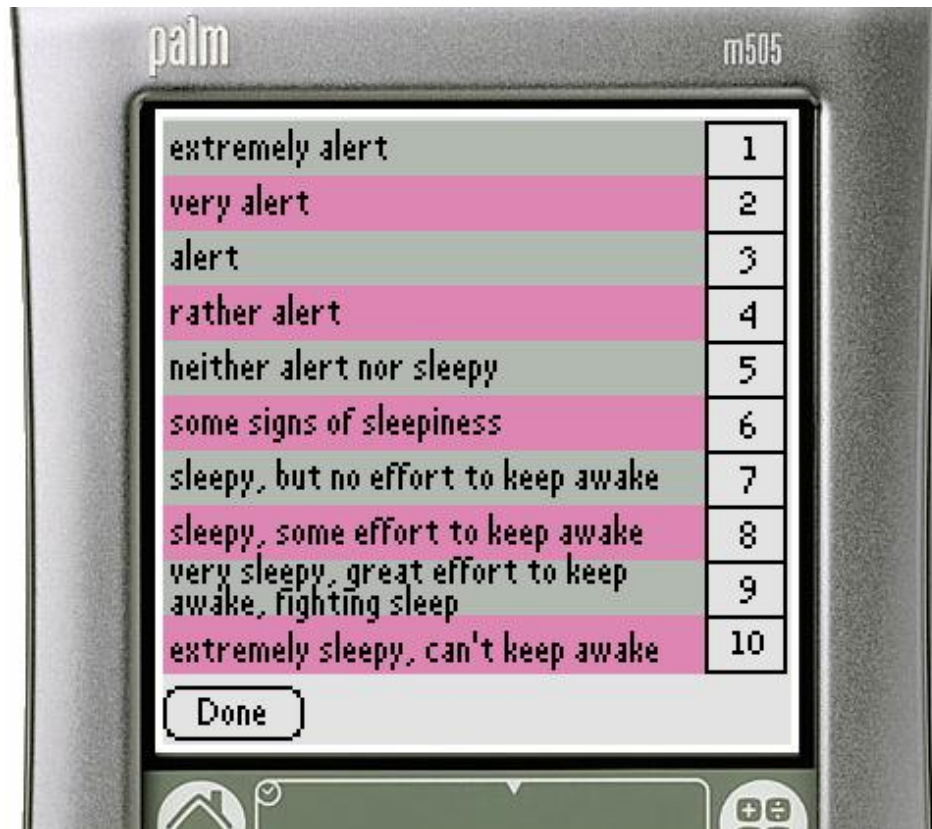 palm
m505
extremely alert 1
very alert 2
alert 3
rather alert 4
neither alert nor sleepy 5
some signs of sleepiness 6
sleepy, but no effort to keep awake 7
sleepy, some effort to keep awake 8
very sleepy, great effort to keep
awake, fighting sleep 9
extremely sleepy, can't keep awake 10
Done